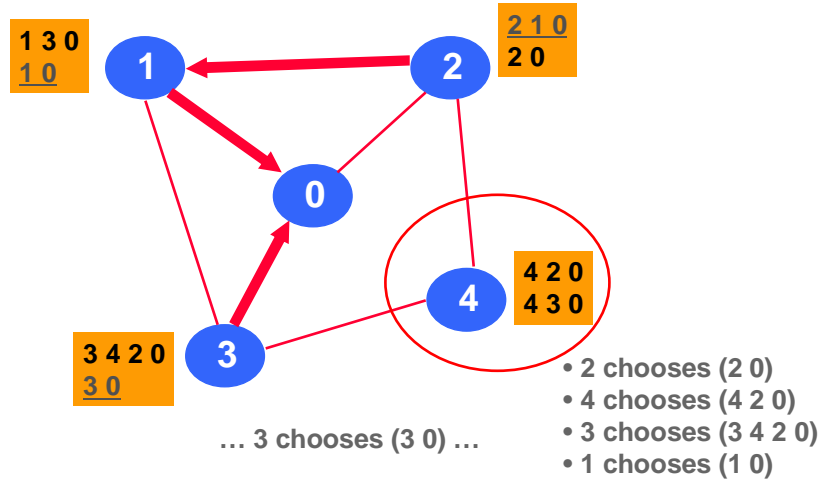 1 3 0
1 0
1
2
2 1 0
2 0
0
4
4 2 0
4 3 0
3 4 2 0
3 0
3
• 2 chooses (2 0)
• 4 chooses (4 2 0)
• 3 chooses (3 4 2 0)
• 1 chooses (1 0)
... 3 chooses (3 0) ...